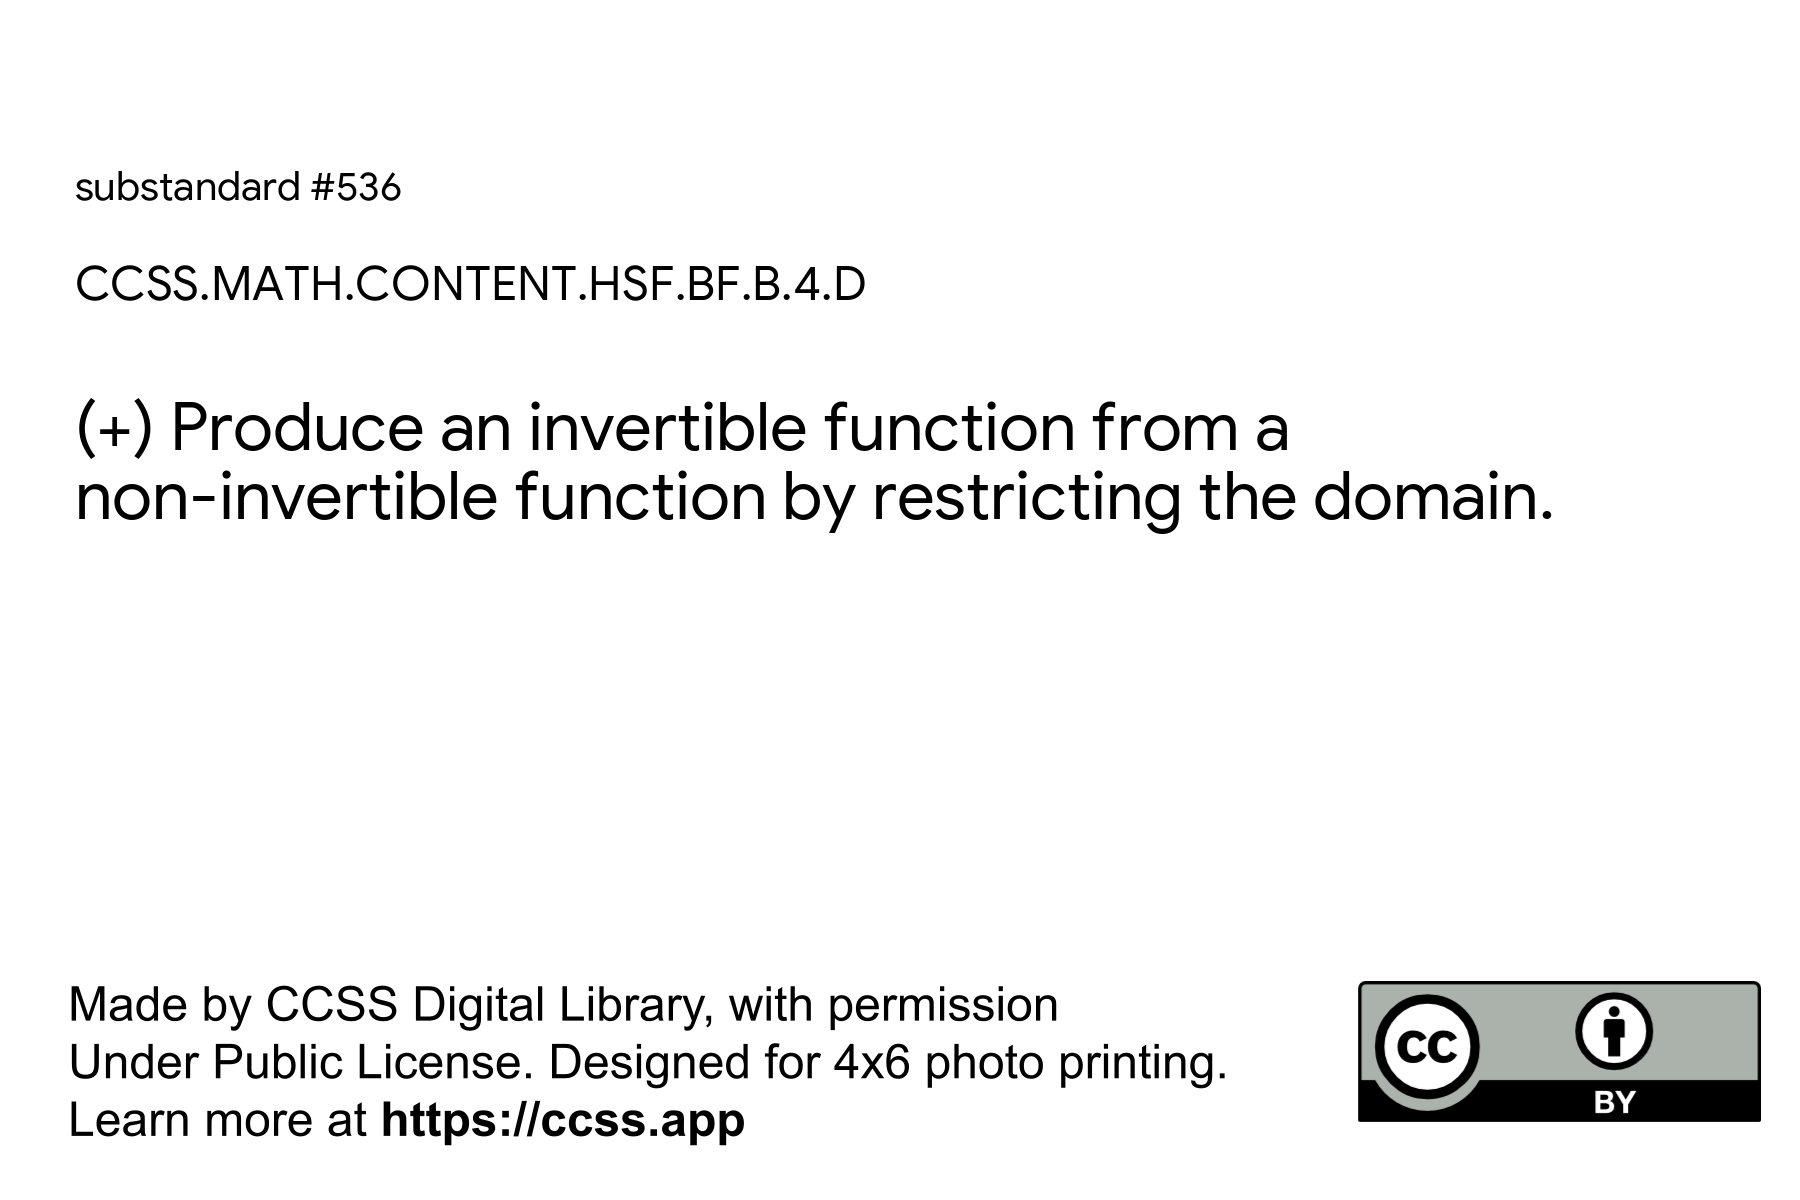 substandard #536
CCSS.MATH.CONTENT.HSF.BF.B.4.D
(+) Produce an invertible function from a
non-invertible function by restricting the domain.
Made by CCSS Digital Library, with permission
Under Public License. Designed for 4x6 photo printing.
Learn more at https://ccss.app
cc
BY